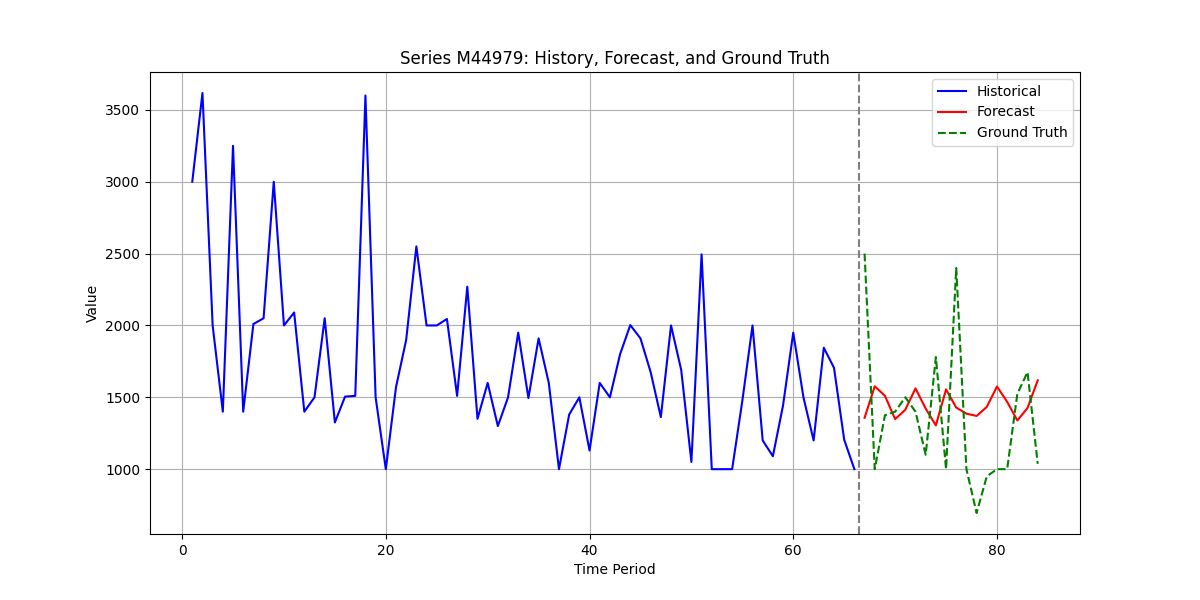 Series M44979: History, Forecast, and Ground Truth
Historical
Forecast
Ground Truth
3500
3000
2500
2000
1500
1000
Value
0
20
40
60
80
Time Period